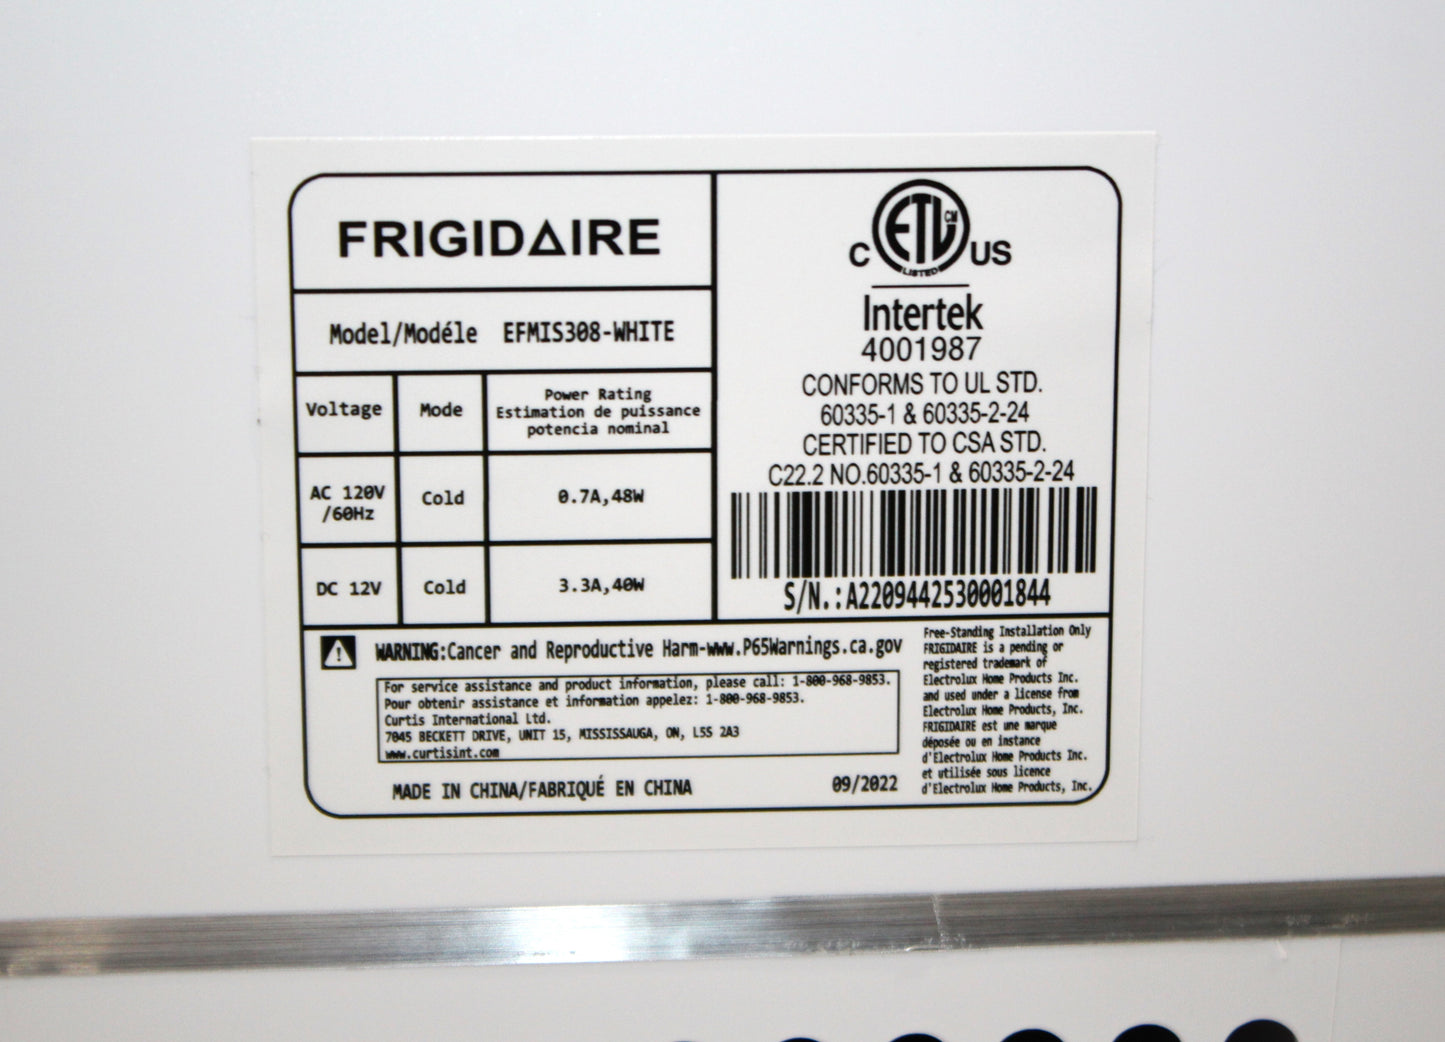 FRIGIDAIRE
Model/Modéle EFMIS308-WHITE
Voltage Mode Power Rating
Estimation de puissance
potencia nominal
AC 120V
/60Hz
Cold
0.7A,48W
DC 12V Cold 3.3A,40W
C ETL CM US
LISTED
Intertek
4001987
CONFORMS TO UL STD.
60335-1 & 60335-2-24
CERTIFIED TO CSA STD.
C22.2 NO.60335-1 & 60335-2-24
S/N.:A2209442530001844
WARNING:Cancer and Reproductive Harm-www.P65Warnings.ca.gov
For service assistance and product information, please call: 1-800-968-9853.
Pour obtenir assistance et information appelez: 1-800-968-9853.
Curtis International Ltd.
7045 BECKETT DRIVE, UNIT 15, MISSISSAUGA, ON, L5S 2A3
www.curtisint.com
MADE IN CHINA/FABRIQUÉ EN CHINA 09/2022
Free-Standing Installation Only
FRIGIDAIRE is a pending or
registered trademark of
Electrolux Home Products Inc.
and used under a license from
Electrolux Home Products, Inc.
FRIGIDAIRE est une marque
déposée ou en instance
d'Electrolux Home Products Inc.
et utilisée sous licence
d'Electrolux Home Products, Inc.